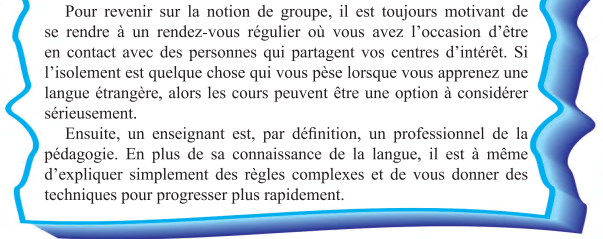 Pour revenir sur la notion de groupe, il est toujours motivant de
se rendre à un rendez-vous régulier où vous avez l’occasion d’être
en contact avec des personnes qui partagent vos centres d’intérêt. Si
l’isolement est quelque chose qui vous pèse lorsque vous apprenez une
langue étrangère, alors les cours peuvent être une option à considérer
sérieusement.
Ensuite, un enseignant est, par définition, un professionnel de la
pédagogie. En plus de sa connaissance de la langue, il est à même
d’expliquer simplement des règles complexes et de vous donner des
techniques pour progresser plus rapidement.